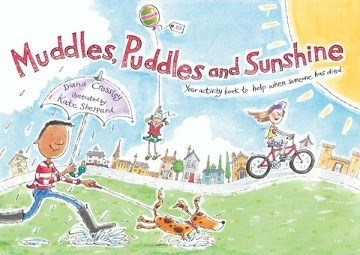 Muddles, Puddles and Sunshine
Your activity book to help when someone has died
Diana Crossley
Illustrated by
Kate Sheppard